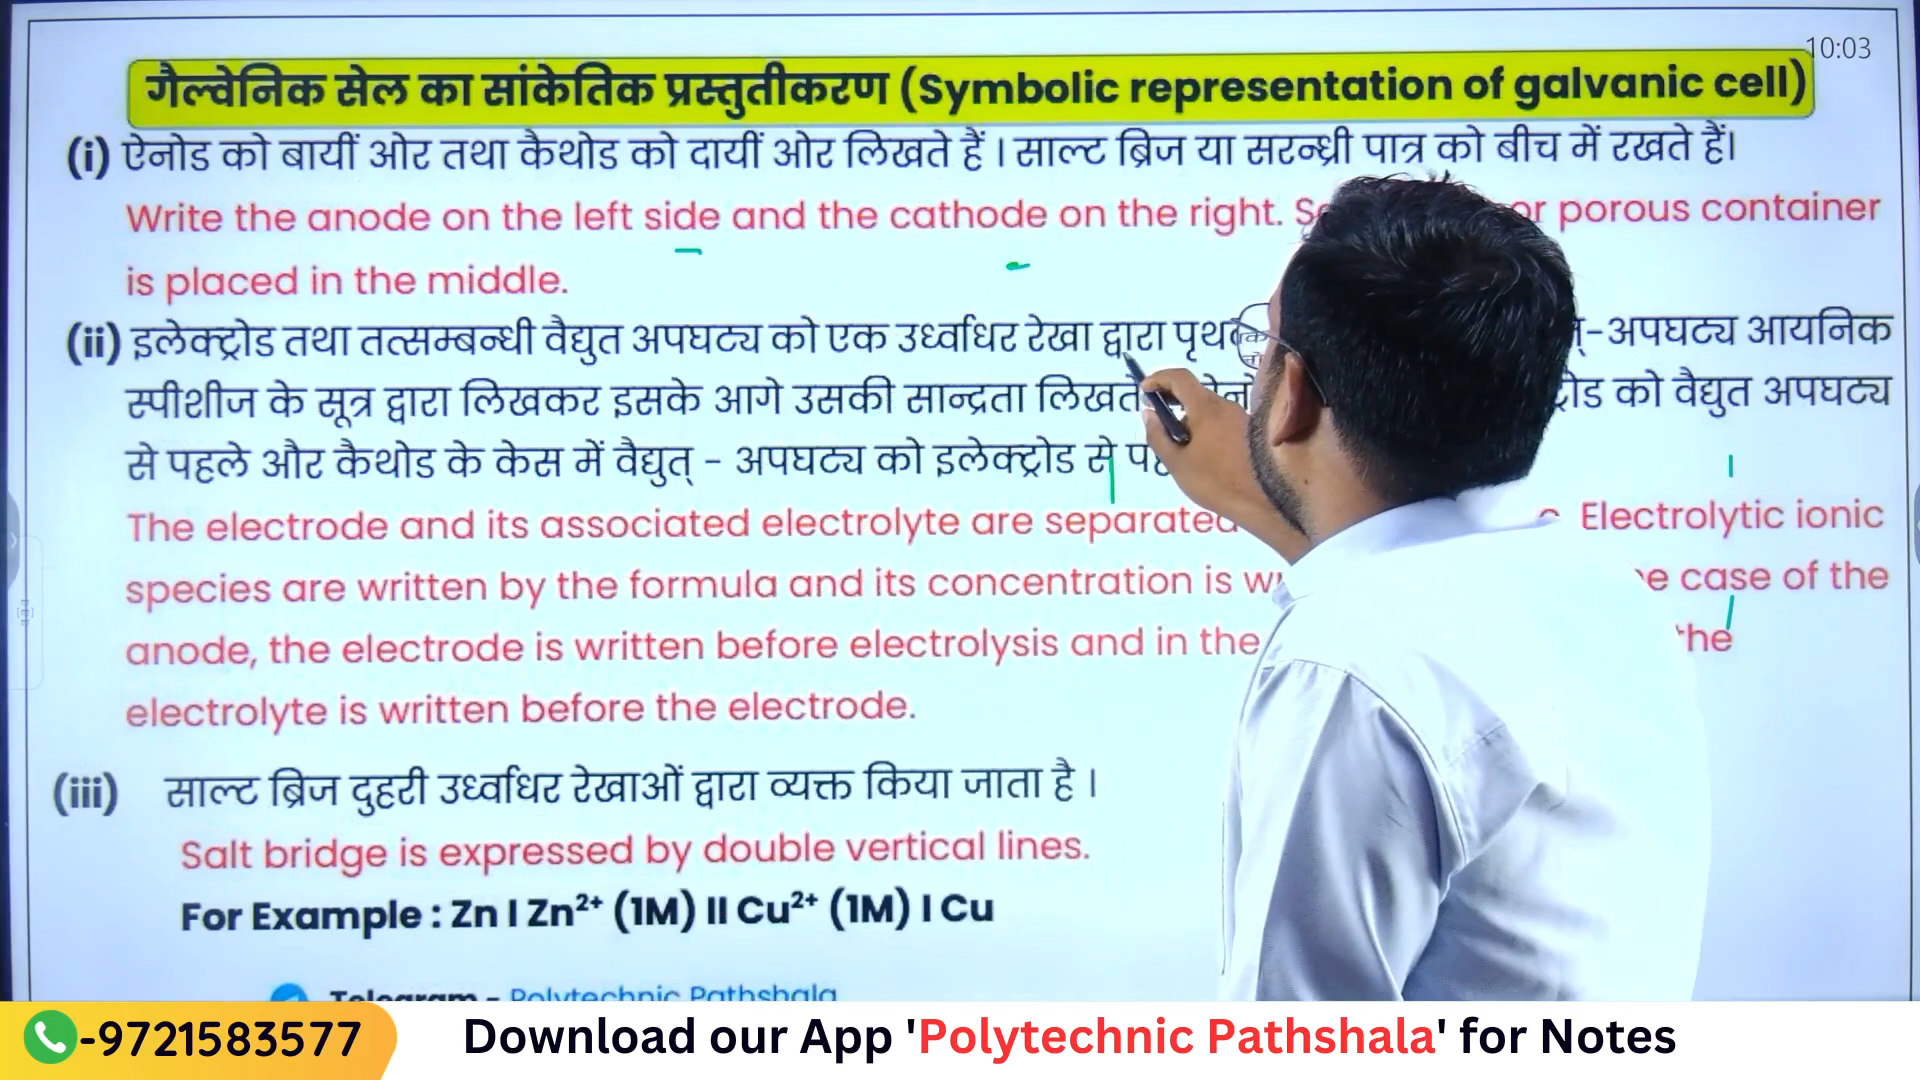 10:03
गैल्वेनिक सेल का सांकेतिक प्रस्तुतीकरण (Symbolic representation of galvanic cell)
(i) ऐनोड को बायीं ओर तथा कैथोड को दायीं ओर लिखते हैं । साल्ट ब्रिज या सरन्ध्री पात्र को बीच में रखते हैं।
Write the anode on the left side and the cathode on the right. or porous container
is placed in the middle.
(ii) इलेक्ट्रोड तथा तत्सम्बन्धी वैद्युत अपघट्य को एक उर्ध्वाधर रेखा द्वारा -अपघट्य आयनिक
स्पीशीज के सूत्र द्वारा लिखकर इसके आगे उसकी सान्द्रता लिखते को वैद्युत अपघट्य
से पहले और कैथोड के केस में वैद्युत् - अपघट्य को इलेक्ट्रोड से
The electrode and its associated electrolyte are separated Electrolytic ionic
species are written by the formula and its concentration is case of the
anode, the electrode is written before electrolysis and in the the
electrolyte is written before the electrode.
(iii) साल्ट ब्रिज दुहरी उर्ध्वाधर रेखाओं द्वारा व्यक्त किया जाता है ।
Salt bridge is expressed by double vertical lines.
For Example : Zn I Zn²⁺ (1M) II Cu²⁺ (1M) I Cu
Telegram - Polytechnic Pathshala
-9721583577 Download our App 'Polytechnic Pathshala' for Notes